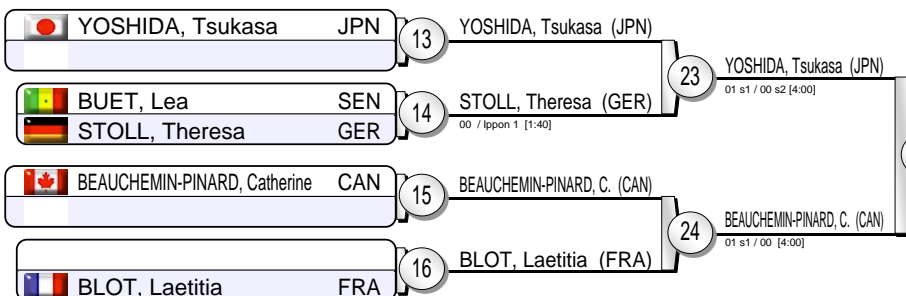 YOSHIDA, Tsukasa JPN
13
YOSHIDA, Tsukasa (JPN)
23
YOSHIDA, Tsukasa (JPN)
01 s1 / 00 s2 [4:00]
BUET, Lea SEN
STOLL, Theresa GER
14
STOLL, Theresa (GER)
00 / Ippon 1 [1:40]
BEAUCHEMIN-PINARD, Catherine CAN
15
BEAUCHEMIN-PINARD, C. (CAN)
24
BEAUCHEMIN-PINARD, C. (CAN)
01 s1 / 00 [4:00]
BLOT, Laetitia FRA
16
BLOT, Laetitia (FRA)